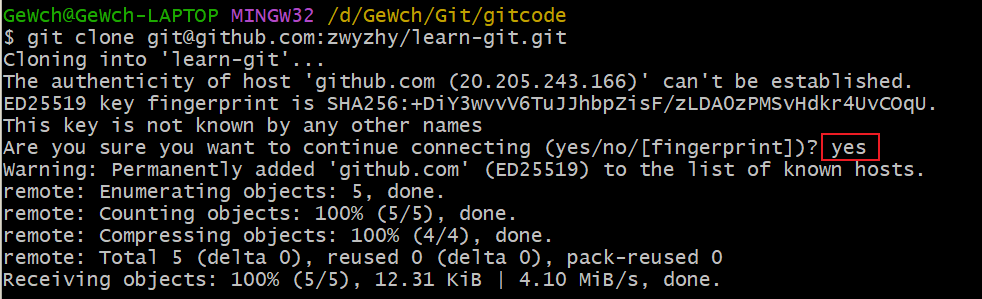 GeWch@GeWch-LAPTOP MINGW32 /d/GeWch/Git/gitcode
$ git clone git@github.com:zwyzhy/learn-git.git
Cloning into 'learn-git'...
The authenticity of host 'github.com (20.205.243.166)' can't be established.
ED25519 key fingerprint is SHA256:+DiY3wvvV6TuJJhbpZisF/zLDA0zPMSvHdkr4UvCOqU.
This key is not known by any other names
Are you sure you want to continue connecting (yes/no/[fingerprint])? yes
Warning: Permanently added 'github.com' (ED25519) to the list of known hosts.
remote: Enumerating objects: 5, done.
remote: Counting objects: 100% (5/5), done.
remote: Compressing objects: 100% (4/4), done.
remote: Total 5 (delta 0), reused 0 (delta 0), pack-reused 0
Receiving objects: 100% (5/5), 12.31 KiB | 4.10 MiB/s, done.